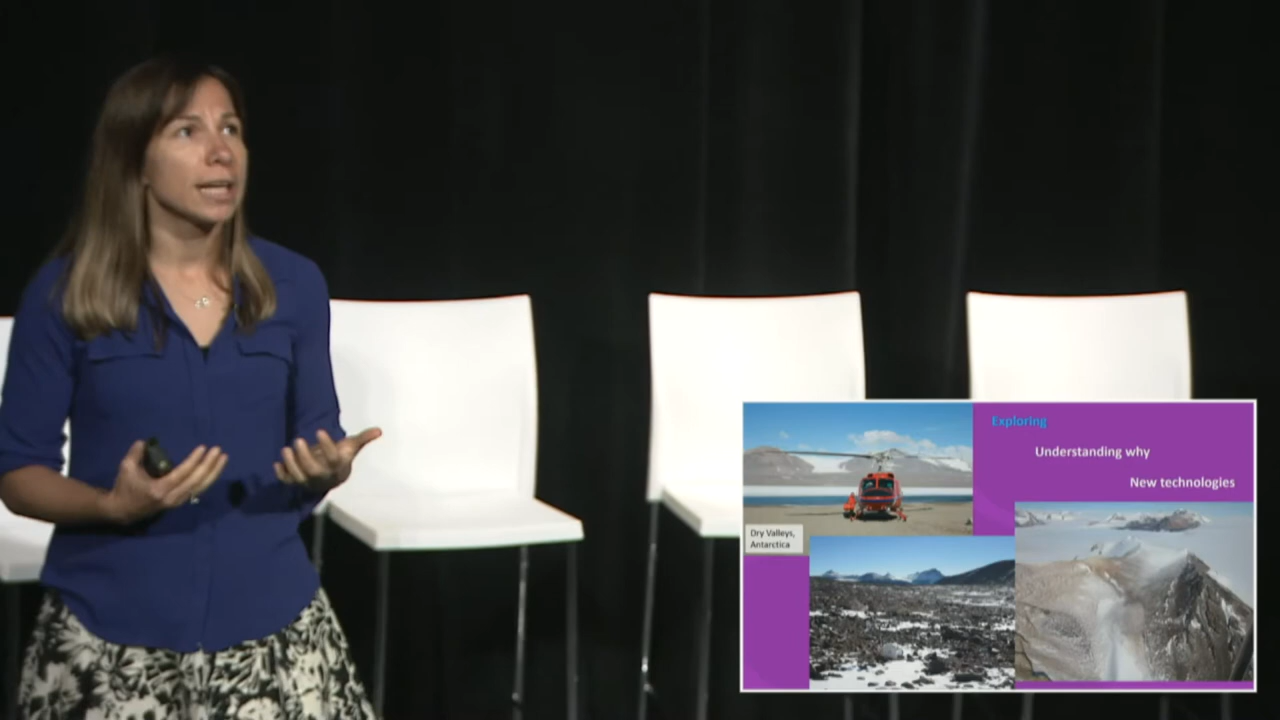 Exploring
Understanding why
New technologies
Dry Valleys,
Antarctica